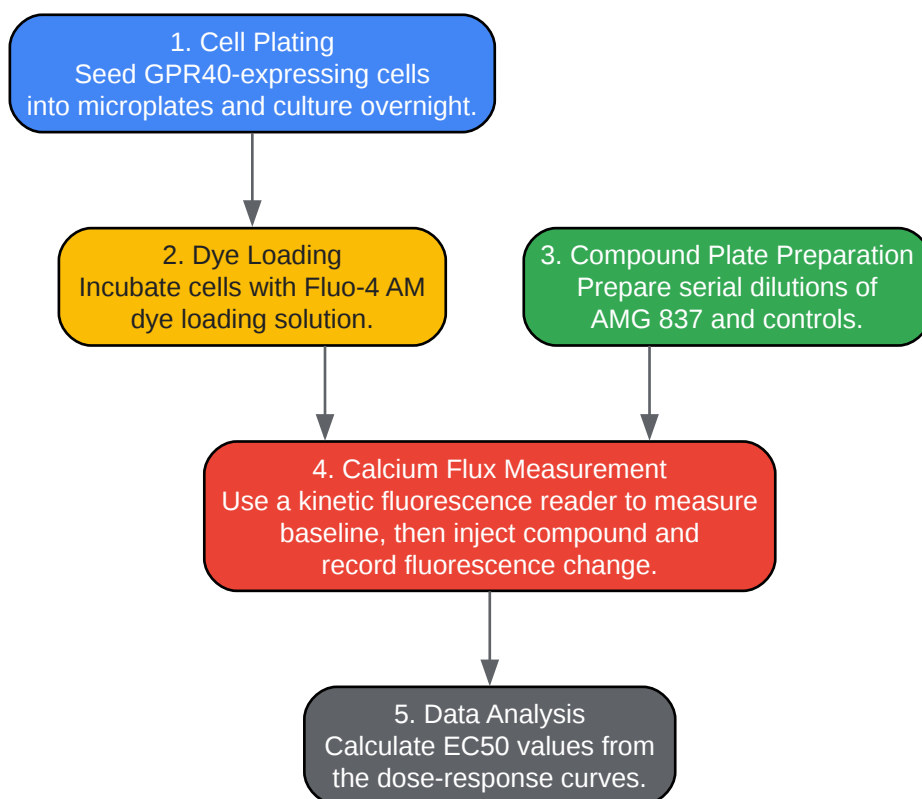 1. Cell Plating
Seed GPR40-expressing cells
into microplates and culture overnight.
2. Dye Loading
Incubate cells with Fluo-4 AM
dye loading solution.
3. Compound Plate Preparation
Prepare serial dilutions of
AMG 837 and controls.
4. Calcium Flux Measurement
Use a kinetic fluorescence reader to measure
baseline, then inject compound and
record fluorescence change.
5. Data Analysis
Calculate EC50 values from
the dose-response curves.